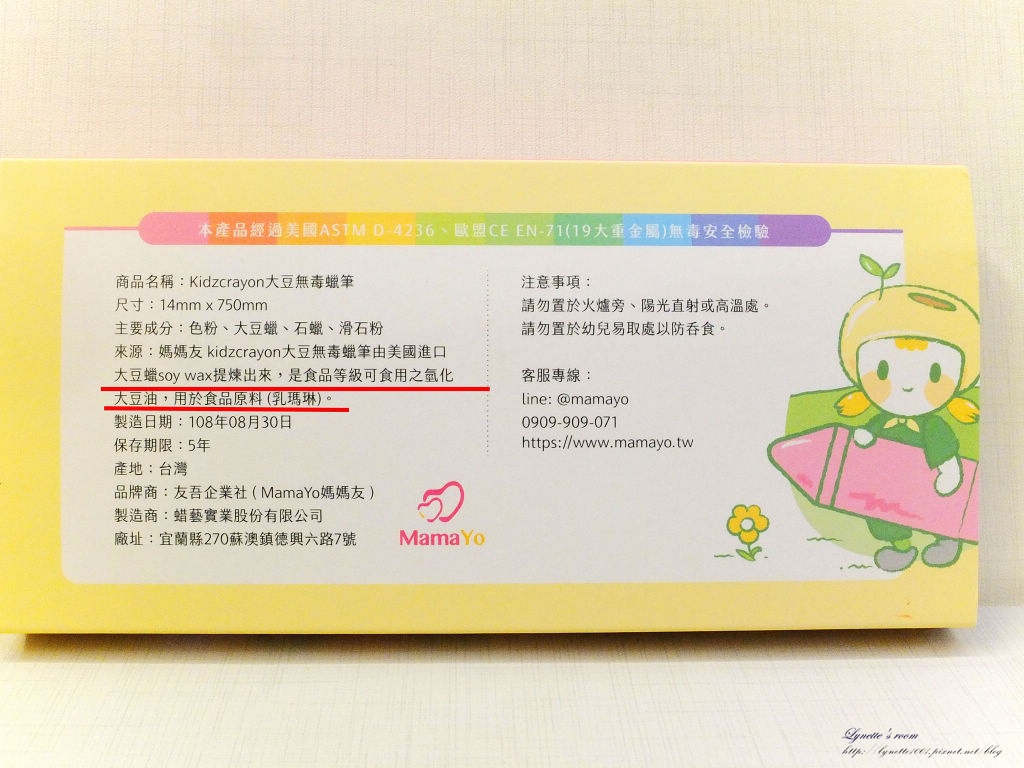 本產品經過美國ASTM D-4236、歐盟CE EN-71(19大重金屬)無毒安全檢驗
商品名稱：Kidzcrayon大豆無毒蠟筆
尺寸：14mm x 750mm
主要成分：色粉、大豆蠟、石蠟、滑石粉
來源：媽媽友 kidzcrayon大豆無毒蠟筆由美國進口
大豆蠟soy wax提煉出來，是食品等級可食用之氫化
大豆油，用於食品原料 (乳瑪琳)。
製造日期：108年08月30日
保存期限：5年
產地：台灣
品牌商：友吾企業社 ( MamaYo媽媽友 )
製造商：蜡藝實業股份有限公司
廠址：宜蘭縣270蘇澳鎮德興六路7號
MamaYo
注意事項：
請勿置於火爐旁、陽光直射或高溫處。
請勿置於幼兒易取處以防吞食。
客服專線：
line: @mamayo
0909-909-071
https://www.mamayo.tw
Lynette's room
http://lynette1001.pixnet.net/blog